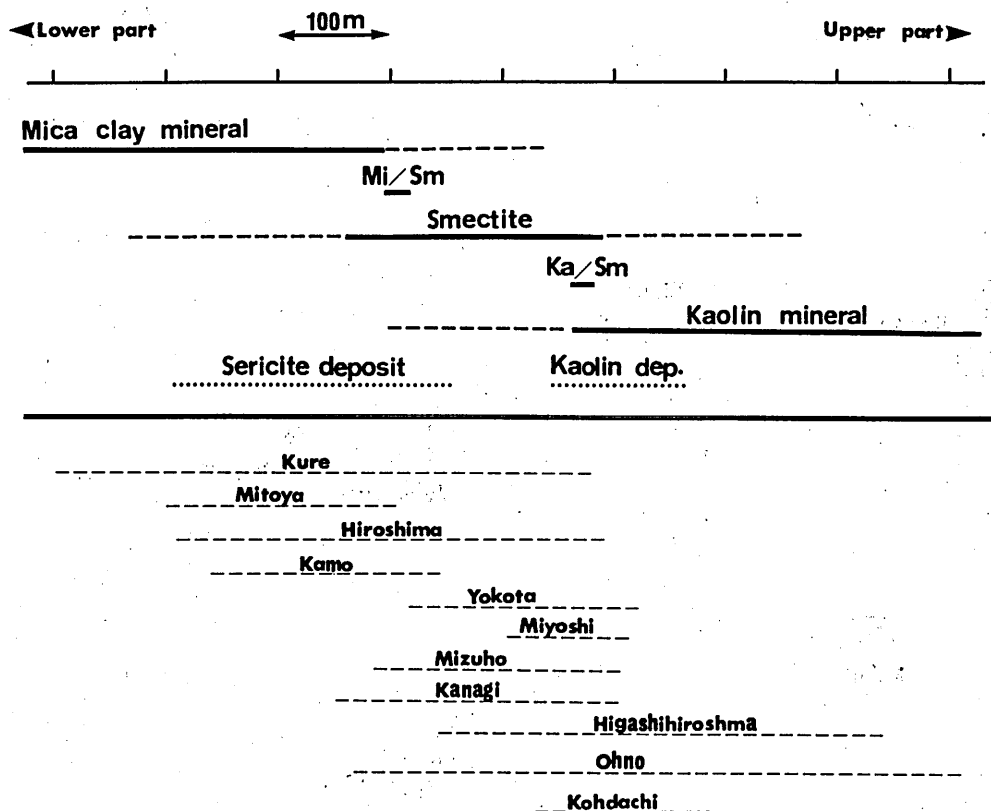 Lower part 100m Upper part
Mica clay mineral
Mi/Sm
Smectite
Ka/Sm
Kaolin mineral
Sericite deposit Kaolin dep.
Kure
Mitoya
Hiroshima
Kamo
Yokota
Miyoshi
Mizuho
Kanagi
Higashihiroshma
Ohno
Kohdachi